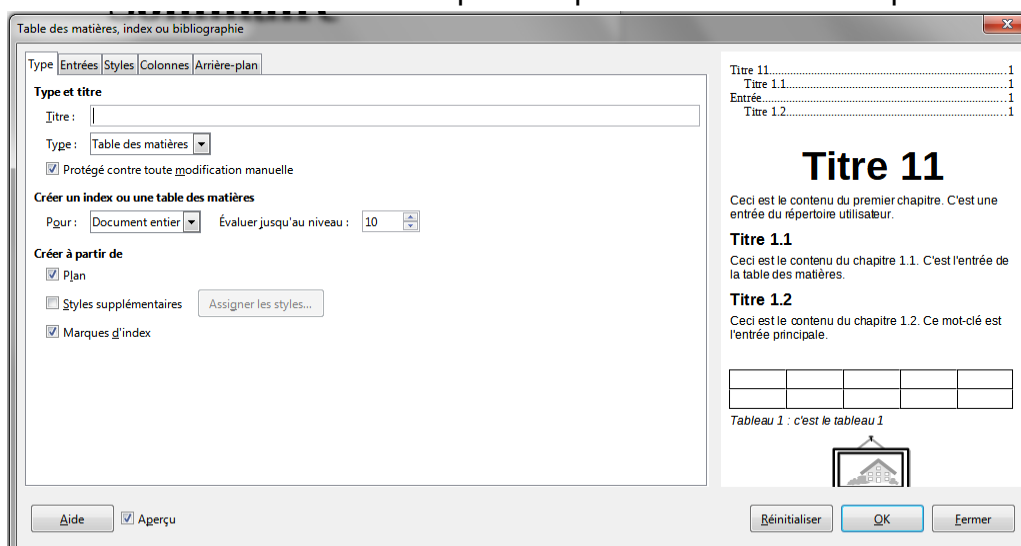 Sommaire
Table des matières, index ou bibliographie
Type Entrées Styles Colonnes Arrière-plan
Type et titre
Titre :
Type : Table des matières
Protégé contre toute modification manuelle
Créer un index ou une table des matières
Pour : Document entier Évaluer jusqu'au niveau : 10
Créer à partir de
Plan
Styles supplémentaires Assigner les styles...
Marques d'index
Titre 11....................................................................1
Titre 1.1...............................................................1
Entrée......................................................................1
Titre 1.2...............................................................1
Titre 11
Ceci est le contenu du premier chapitre. C'est une
entrée du répertoire utilisateur.
Titre 1.1
Ceci est le contenu du chapitre 1.1. C'est l'entrée de
la table des matières.
Titre 1.2
Ceci est le contenu du chapitre 1.2. Ce mot-clé est
l'entrée principale.
Tableau 1 : c'est le tableau 1
Aide Aperçu Réinitialiser OK Fermer